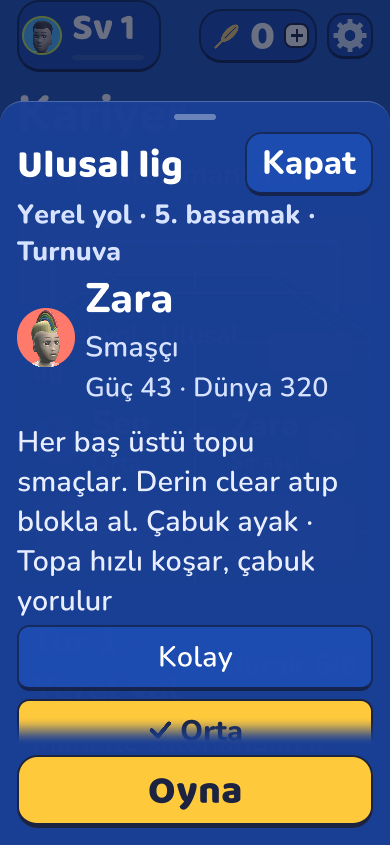 Sv 1
0
Kariyer
Ulusal lig
Kapat
Yerel yol · 5. basamak ·
Turnuva
Zara
Smaşçı
Güç 43 · Dünya 320
Her baş üstü topu
smaçlar. Derin clear atıp
blokla al. Çabuk ayak ·
Topa hızlı koşar, çabuk
yorulur
Kolay
✓ Orta
Oyna